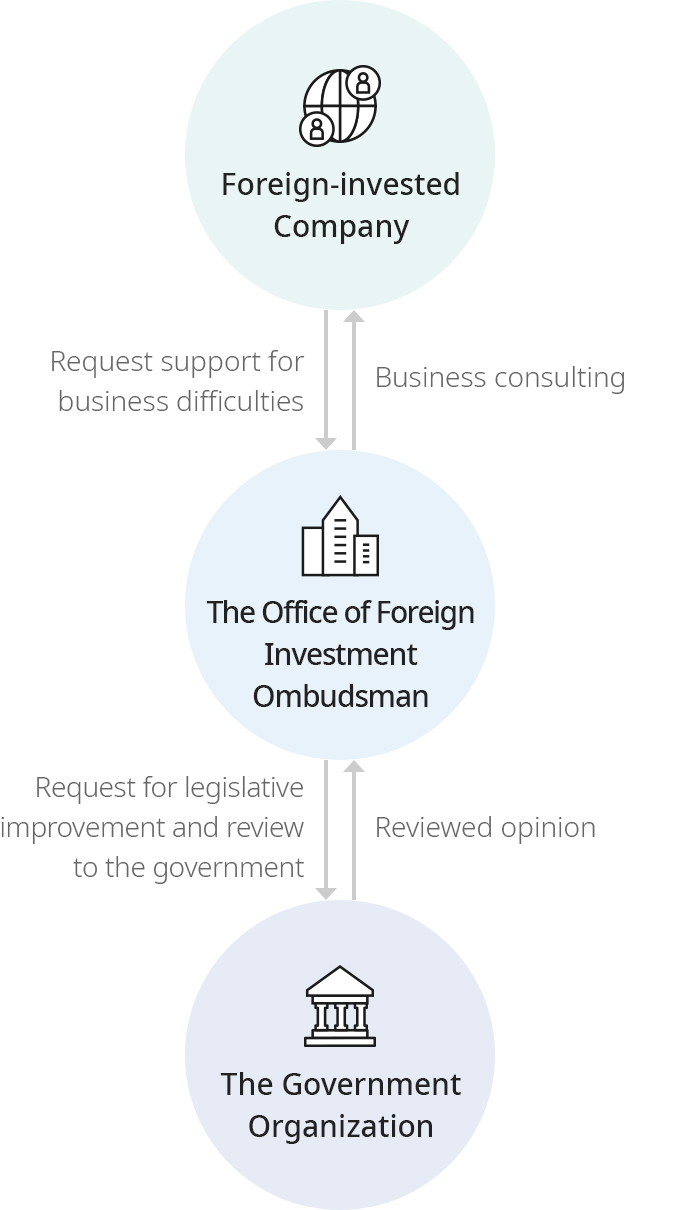 Foreign-invested
Company
Request support for
business difficulties
Business consulting
The Office of Foreign
Investment
Ombudsman
Request for legislative
improvement and review
to the government
Reviewed opinion
The Government
Organization